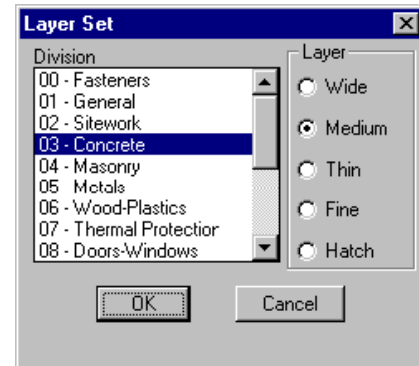 Layer Set
Division
00 - Fasteners
01 - General
02 - Sitework
03 - Concrete
04 - Masonry
05 - Metals
06 - Wood-Plastics
07 - Thermal Protection
08 - Doors-Windows
Layer
Wide
Medium
Thin
Fine
Hatch
OK
Cancel